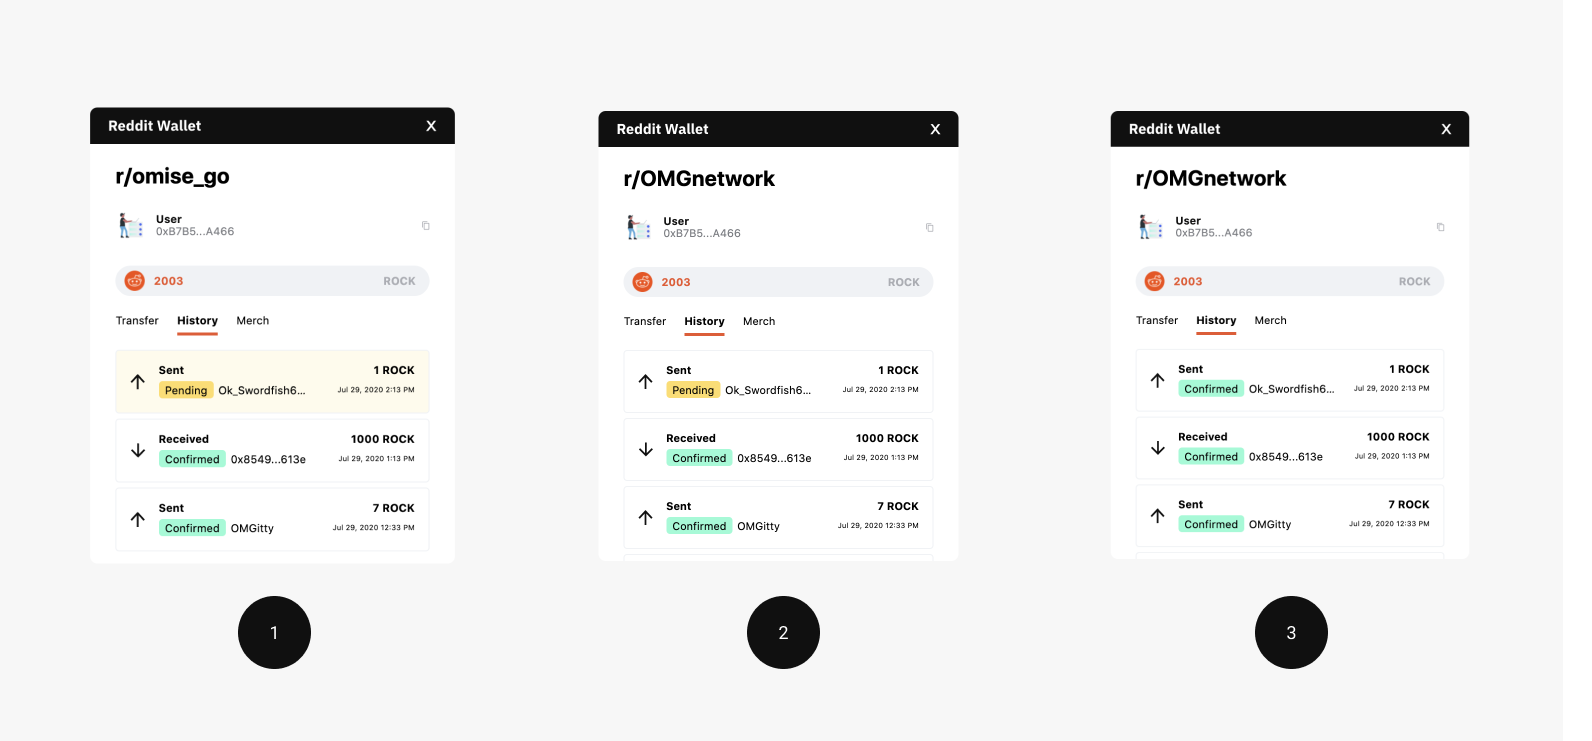 Reddit Wallet X
r/omise_go
User
0xB7B5...A466
2003 ROCK
Transfer History Merch
Sent 1 ROCK
Pending Ok_Swordfish6... Jul 29, 2020 2:13 PM
Received 1000 ROCK
Confirmed 0x8549...613e Jul 29, 2020 1:13 PM
Sent 7 ROCK
Confirmed OMGitty Jul 29, 2020 12:33 PM
1
Reddit Wallet X
r/OMGnetwork
User
0xB7B5...A466
2003 ROCK
Transfer History Merch
Sent 1 ROCK
Pending Ok_Swordfish6... Jul 29, 2020 2:13 PM
Received 1000 ROCK
Confirmed 0x8549...613e Jul 29, 2020 1:13 PM
Sent 7 ROCK
Confirmed OMGitty Jul 29, 2020 12:33 PM
2
Reddit Wallet X
r/OMGnetwork
User
0xB7B5...A466
2003 ROCK
Transfer History Merch
Sent 1 ROCK
Confirmed Ok_Swordfish6... Jul 29, 2020 2:13 PM
Received 1000 ROCK
Confirmed 0x8549...613e Jul 29, 2020 1:13 PM
Sent 7 ROCK
Confirmed OMGitty Jul 29, 2020 12:33 PM
3